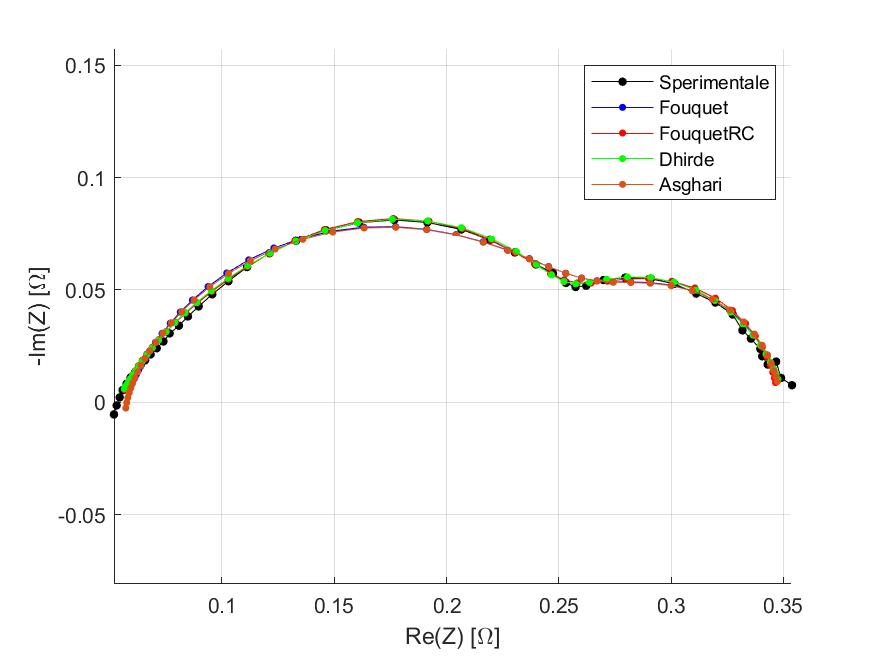 0.15
0.1
0.05
0
-0.05
-Im(Z) [Ω]
Sperimentale
Fouquet
FouquetRC
Dhirde
Asghari
0.1
0.15
0.2
0.25
0.3
0.35
Re(Z) [Ω]